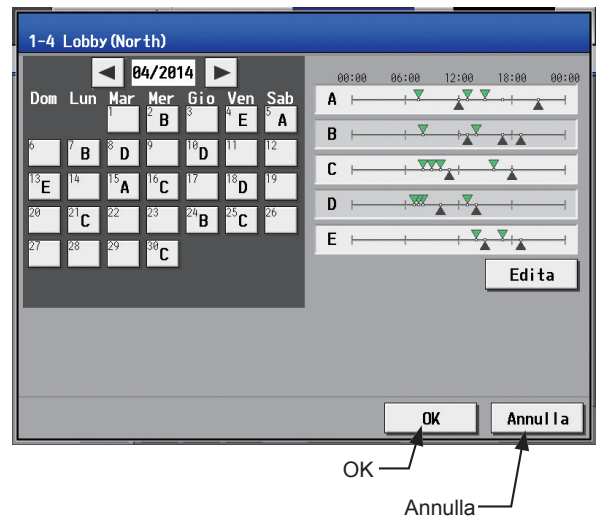 1-4 Lobby(North)
◀ 04/2014 ▶
Dom Lun Mar Mer Gio Ven Sab
1 2 B 3 4 E 5 A
6 7 B 8 D 9 10 D 11 12
13 E 14 15 A 16 C 17 18 D 19
20 21 C 22 23 24 B 25 C 26
27 28 29 30 C
00:00 06:00 12:00 18:00 00:00
A
B
C
D
E
Edita
OK Annulla
OK
Annulla